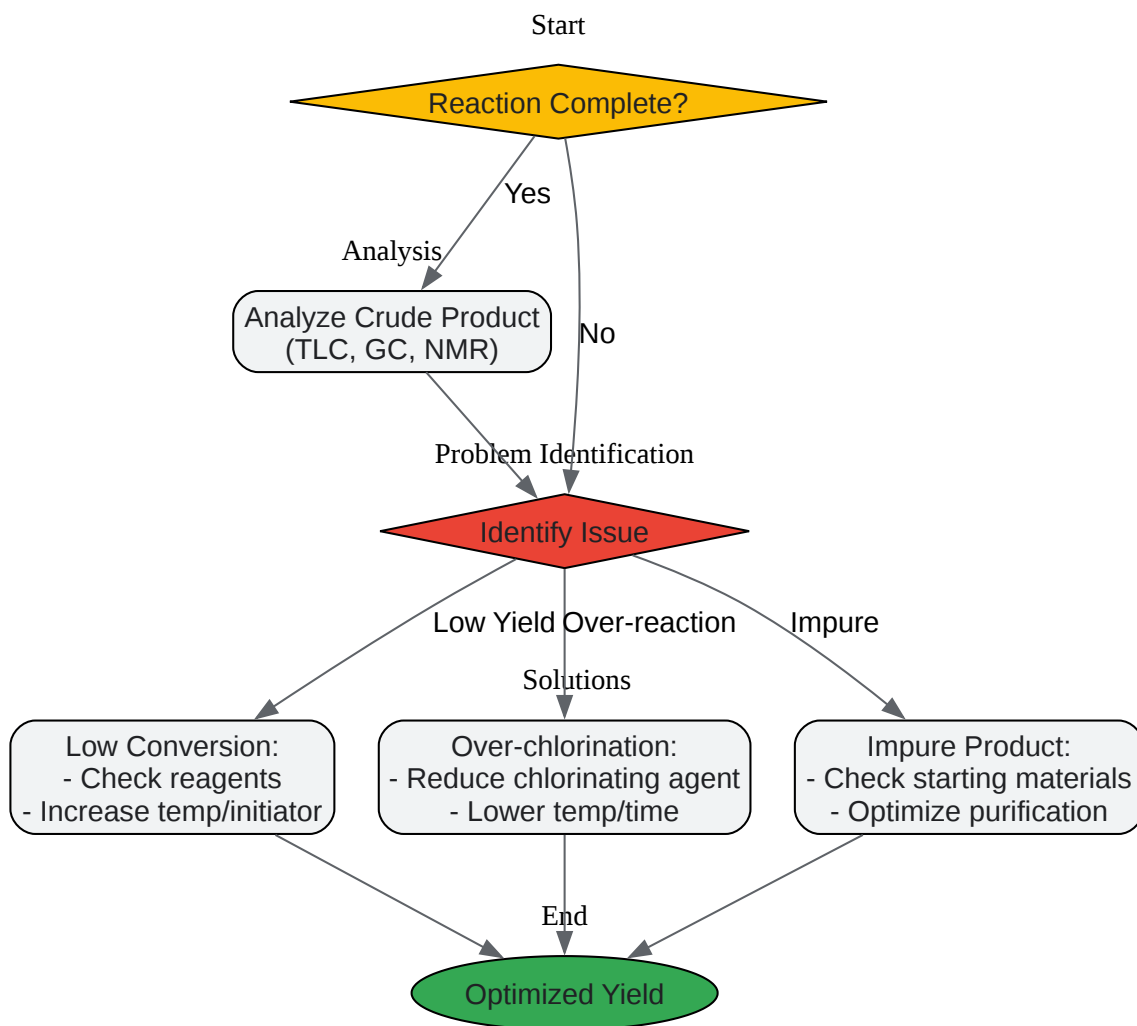 Start
Reaction Complete?
Yes
Analysis
Analyze Crude Product
(TLC, GC, NMR)
No
Problem Identification
Identify Issue
Low Yield
Over-reaction
Impure
Solutions
Low Conversion:
- Check reagents
- Increase temp/initiator
Over-chlorination:
- Reduce chlorinating agent
- Lower temp/time
Impure Product:
- Check starting materials
- Optimize purification
End
Optimized Yield